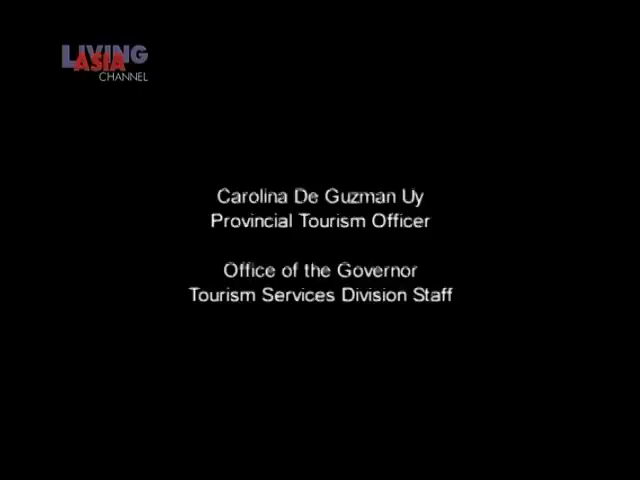 LIVING
ASIA
CHANNEL
Carolina De Guzman Uy
Provincial Tourism Officer
Office of the Governor
Tourism Services Division Staff